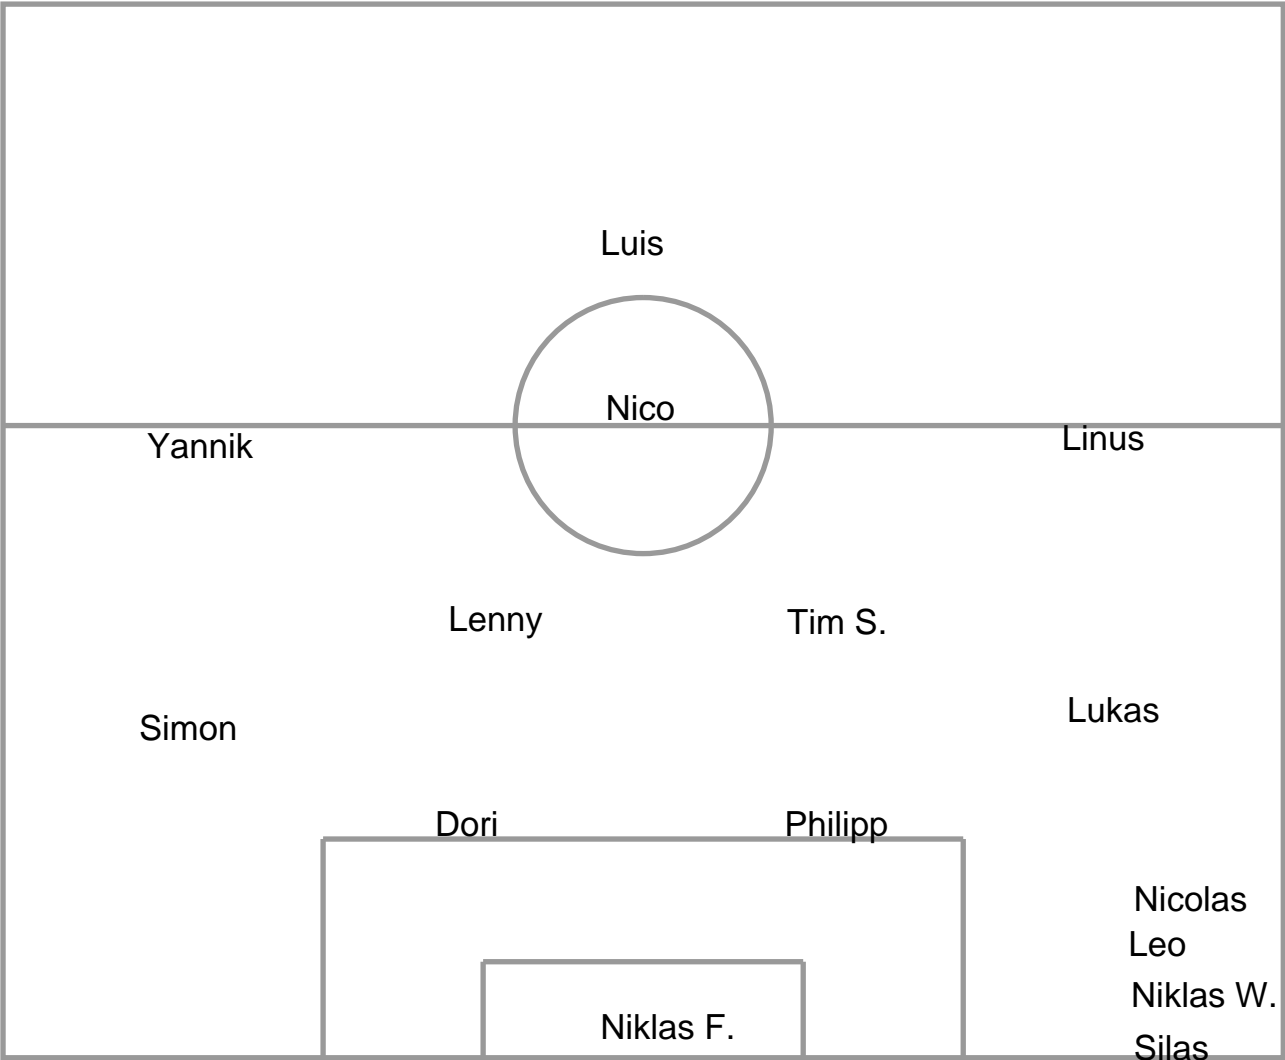 Luis
Nico
Yannik
Linus
Lenny
Tim S.
Simon
Lukas
Dori
Philipp
Nicolas
Leo
Niklas W.
Niklas F.
Silas